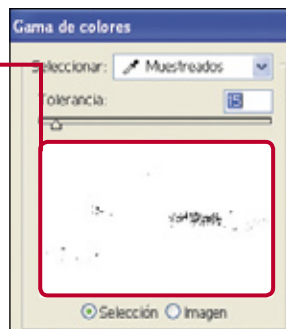 Gama de colores
Seleccionar: Muestreados
Tolerancia: 15
Selección Imagen